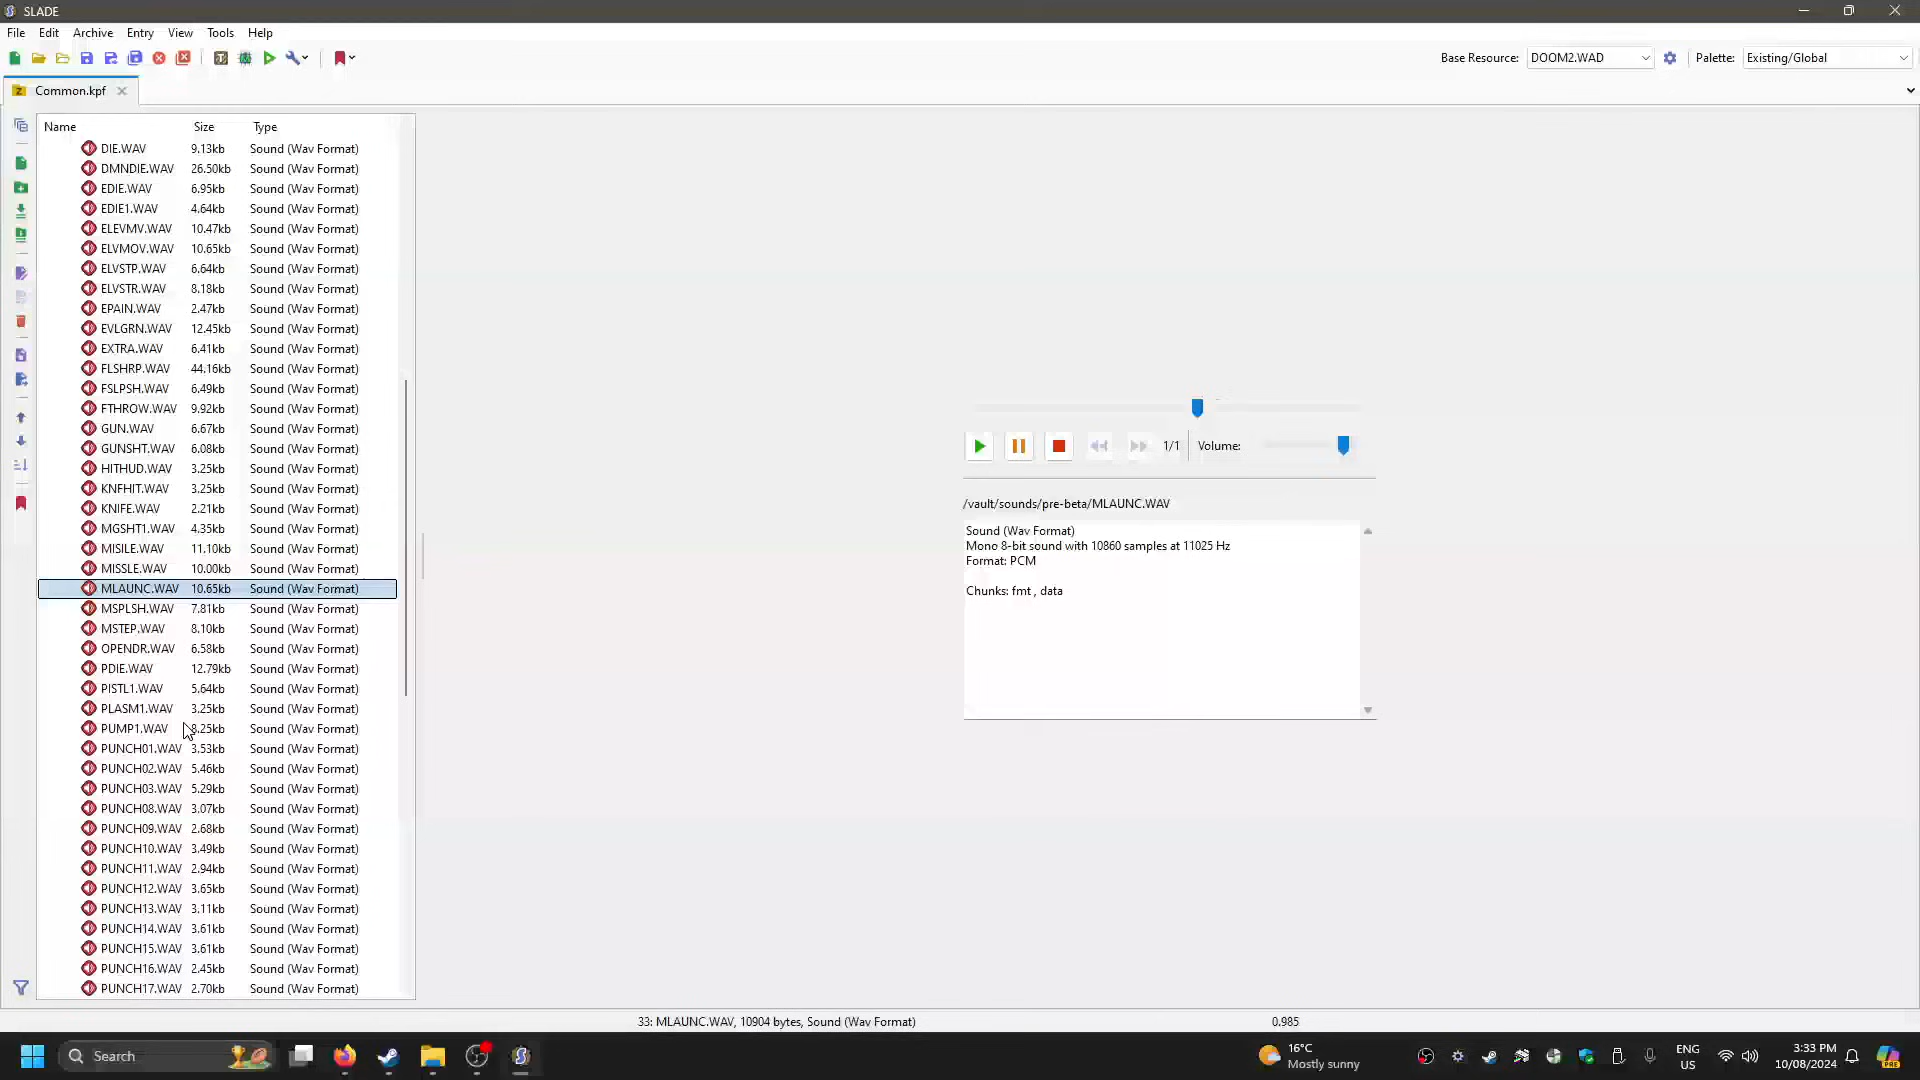 SLADE
File Edit Archive Entry View Tools Help
Base Resource: DOOM2.WAD Palette: Existing/Global
Common.kpf
Name Size Type
DIE.WAV 9.13kb Sound (Wav Format)
DMNDIE.WAV 26.50kb Sound (Wav Format)
EDIE.WAV 6.95kb Sound (Wav Format)
EDIE1.WAV 4.64kb Sound (Wav Format)
ELEVMV.WAV 10.47kb Sound (Wav Format)
ELVMOV.WAV 10.65kb Sound (Wav Format)
ELVSTP.WAV 6.64kb Sound (Wav Format)
ELVSTR.WAV 8.18kb Sound (Wav Format)
EPAIN.WAV 2.47kb Sound (Wav Format)
EVLGRN.WAV 12.45kb Sound (Wav Format)
EXTRA.WAV 6.41kb Sound (Wav Format)
FLSHRP.WAV 44.16kb Sound (Wav Format)
FSLPSH.WAV 6.49kb Sound (Wav Format)
FTHROW.WAV 9.92kb Sound (Wav Format)
GUN.WAV 6.67kb Sound (Wav Format)
GUNSHT.WAV 6.08kb Sound (Wav Format)
HITHUD.WAV 3.25kb Sound (Wav Format)
KNFHIT.WAV 3.25kb Sound (Wav Format)
KNIFE.WAV 2.21kb Sound (Wav Format)
MGSHT1.WAV 4.35kb Sound (Wav Format)
MISILE.WAV 11.10kb Sound (Wav Format)
MISSLE.WAV 10.00kb Sound (Wav Format)
MLAUNC.WAV 10.65kb Sound (Wav Format)
MSPLSH.WAV 7.81kb Sound (Wav Format)
MSTEP.WAV 8.10kb Sound (Wav Format)
OPENDR.WAV 6.58kb Sound (Wav Format)
PDIE.WAV 12.79kb Sound (Wav Format)
PISTL1.WAV 5.64kb Sound (Wav Format)
PLASM1.WAV 3.25kb Sound (Wav Format)
PUMP1.WAV 8.25kb Sound (Wav Format)
PUNCH01.WAV 3.53kb Sound (Wav Format)
PUNCH02.WAV 5.46kb Sound (Wav Format)
PUNCH03.WAV 5.29kb Sound (Wav Format)
PUNCH08.WAV 3.07kb Sound (Wav Format)
PUNCH09.WAV 2.68kb Sound (Wav Format)
PUNCH10.WAV 3.49kb Sound (Wav Format)
PUNCH11.WAV 2.94kb Sound (Wav Format)
PUNCH12.WAV 3.65kb Sound (Wav Format)
PUNCH13.WAV 3.11kb Sound (Wav Format)
PUNCH14.WAV 3.61kb Sound (Wav Format)
PUNCH15.WAV 3.61kb Sound (Wav Format)
PUNCH16.WAV 2.45kb Sound (Wav Format)
PUNCH17.WAV 2.70kb Sound (Wav Format)
1/1 Volume:
/vault/sounds/pre-beta/MLAUNC.WAV
Sound (Wav Format)
Mono 8-bit sound with 10860 samples at 11025 Hz
Format: PCM
Chunks: fmt , data
33: MLAUNC.WAV, 10904 bytes, Sound (Wav Format) 0.985
Search
16°C
Mostly sunny
ENG
US
3:33 PM
10/08/2024